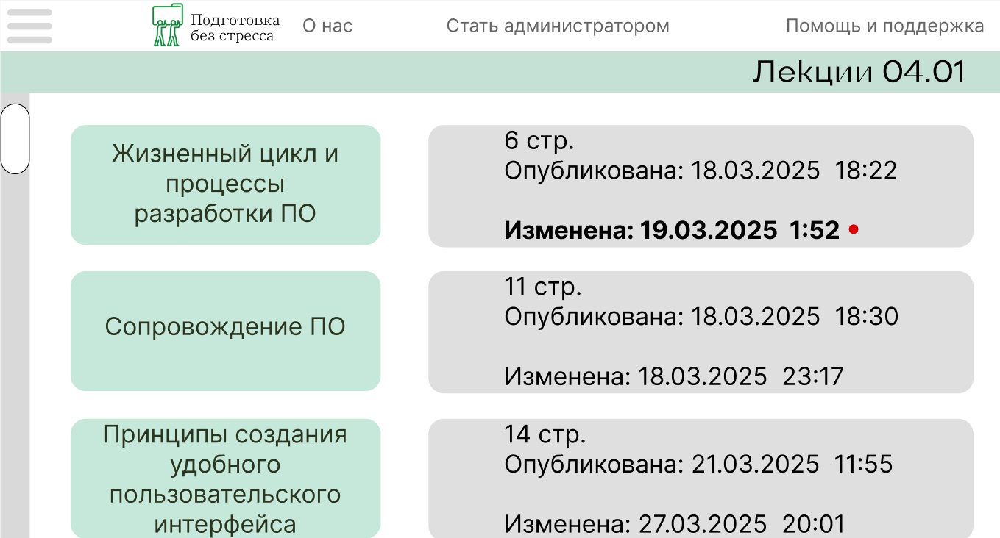 Подготовка
без стресса
О нас
Стать администратором
Помощь и поддержка
Лекции 04.01
Жизненный цикл и
процессы
разработки ПО
6 стр.
Опубликована: 18.03.2025 18:22
Изменена: 19.03.2025 1:52
Сопровождение ПО
11 стр.
Опубликована: 18.03.2025 18:30
Изменена: 18.03.2025 23:17
Принципы создания
удобного
пользовательского
интерфейса
14 стр.
Опубликована: 21.03.2025 11:55
Изменена: 27.03.2025 20:01